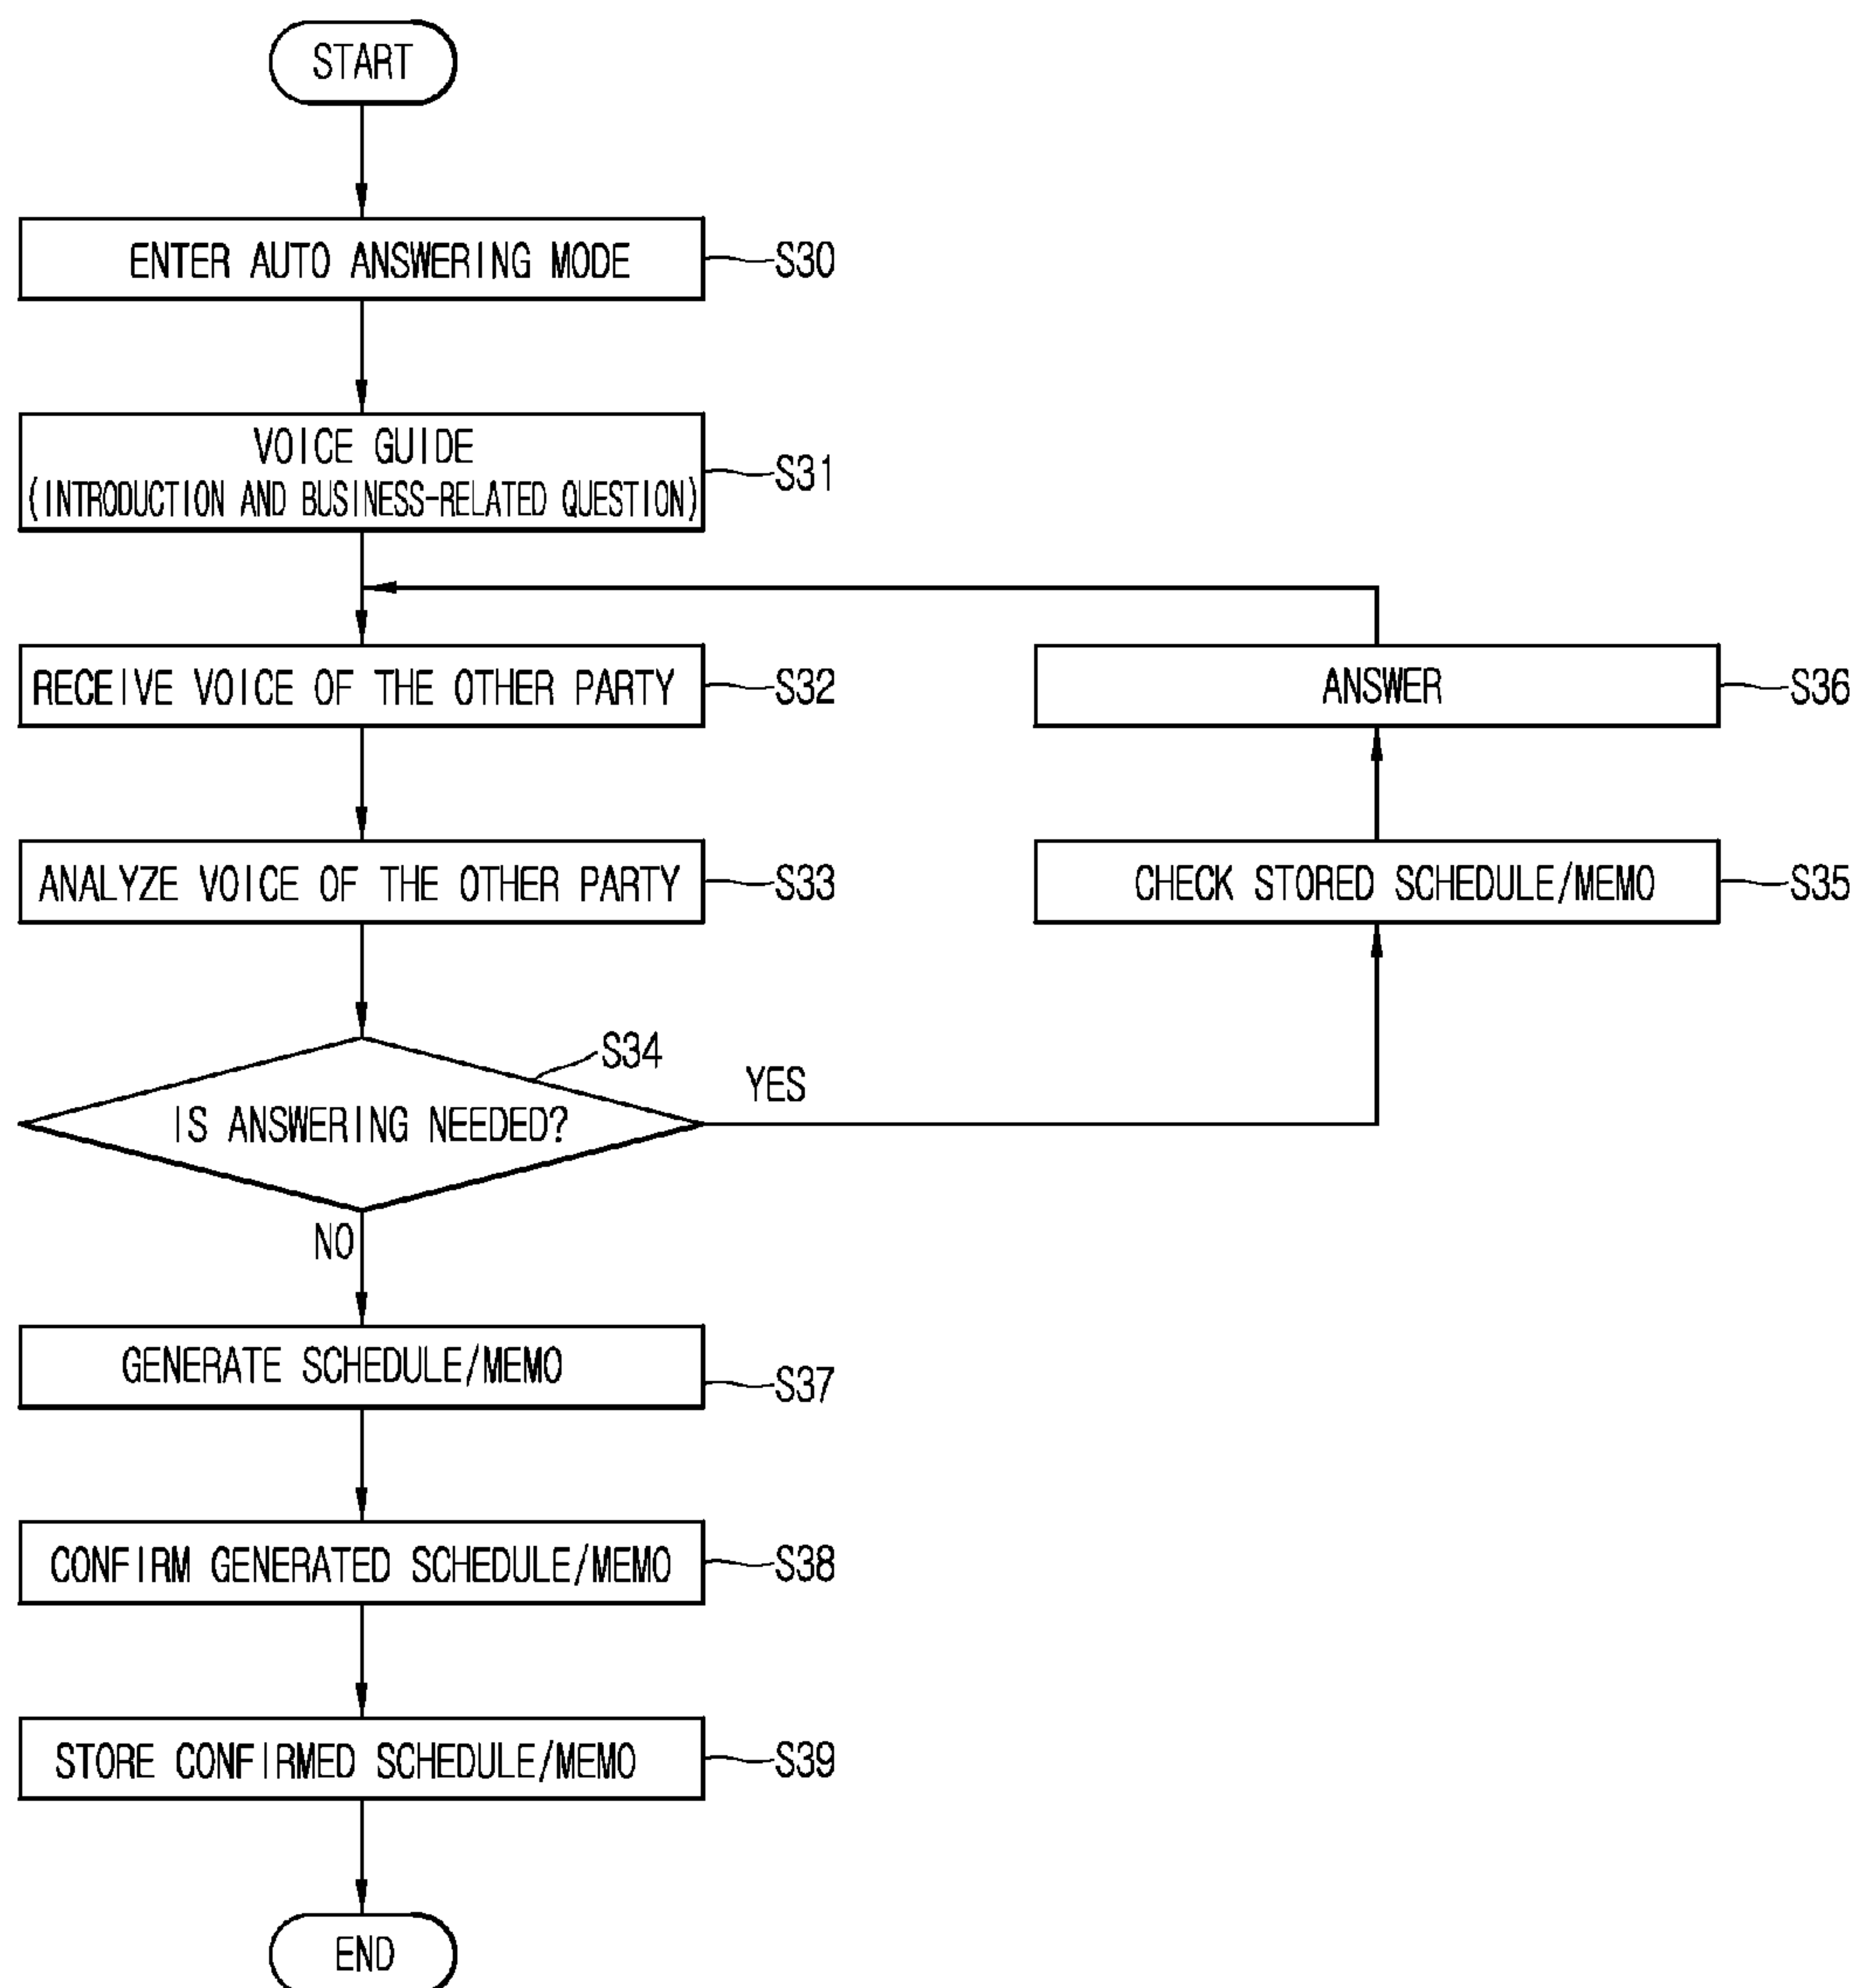 START
ENTER AUTO ANSWERING MODE
S30
VOICE GUIDE
(INTRODUCTION AND BUSINESS-RELATED QUESTION)
S31
RECEIVE VOICE OF THE OTHER PARTY
S32
ANSWER
S36
ANALYZE VOICE OF THE OTHER PARTY
S33
CHECK STORED SCHEDULE/MEMO
S35
S34
IS ANSWERING NEEDED?
YES
NO
GENERATE SCHEDULE/MEMO
S37
CONFIRM GENERATED SCHEDULE/MEMO
S38
STORE CONFIRMED SCHEDULE/MEMO
S39
END